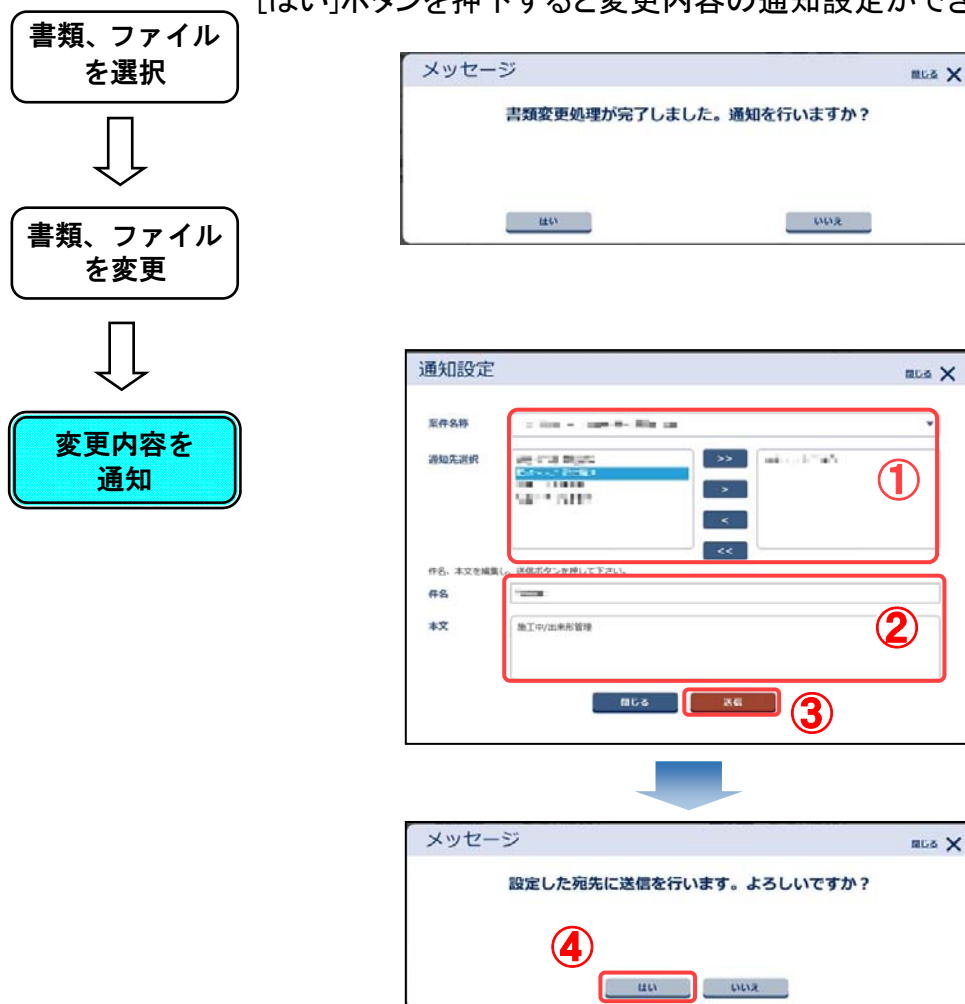 [はい]ボタンを押下すると変更内容の通知設定ができ
書類、ファイル
を選択
書類、ファイル
を変更
変更内容を
通知
メッセージ
閉じる X
書類変更処理が完了しました。通知を行いますか？
はい
いいえ
通知設定
閉じる X
案件名称
通知先選択
>>
>
<
<<
①
件名、本文を編集し、送信ボタンを押して下さい。
件名
本文
施工中/出来形管理
②
閉じる
送信
③
メッセージ
閉じる X
設定した宛先に送信を行います。よろしいですか？
④
はい
いいえ